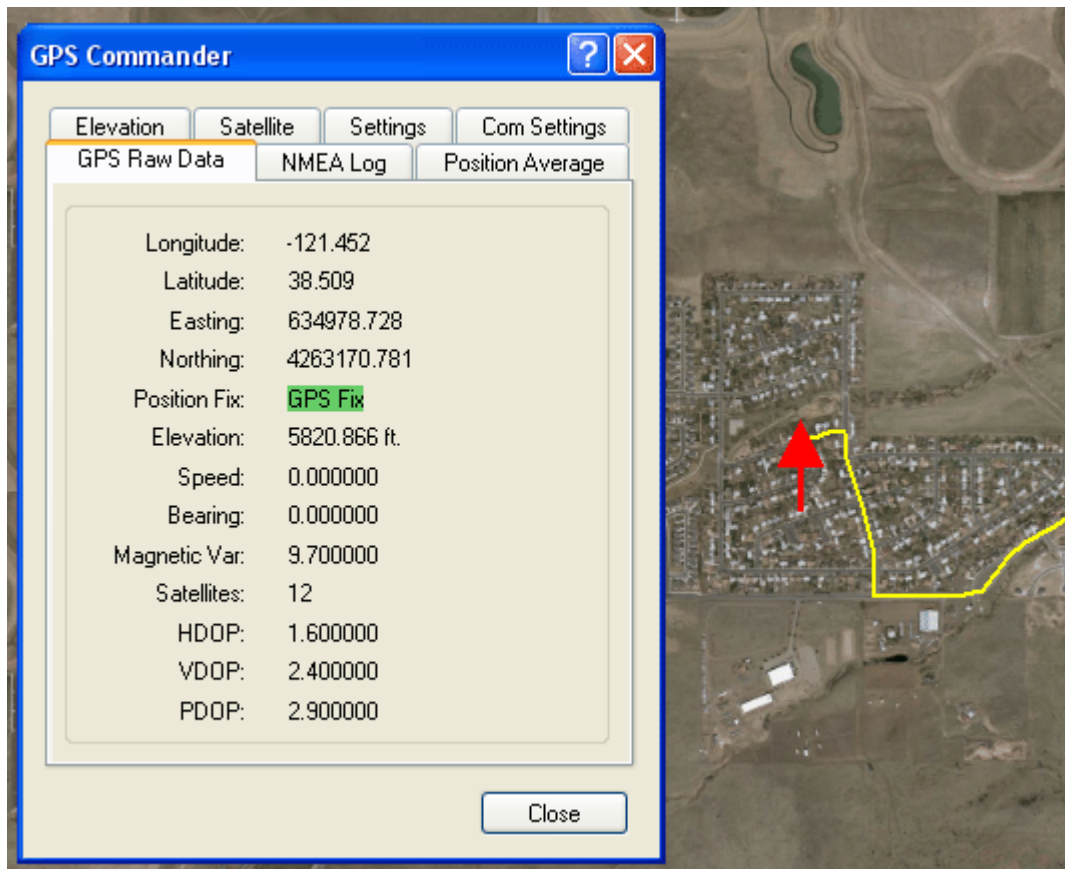 GPS Commander
Elevation Satellite Settings Com Settings
GPS Raw Data NMEA Log Position Average
Longitude: -121.452
Latitude: 38.509
Easting: 634978.728
Northing: 4263170.781
Position Fix: GPS Fix
Elevation: 5820.866 ft.
Speed: 0.000000
Bearing: 0.000000
Magnetic Var: 9.700000
Satellites: 12
HDOP: 1.600000
VDOP: 2.400000
PDOP: 2.900000
Close